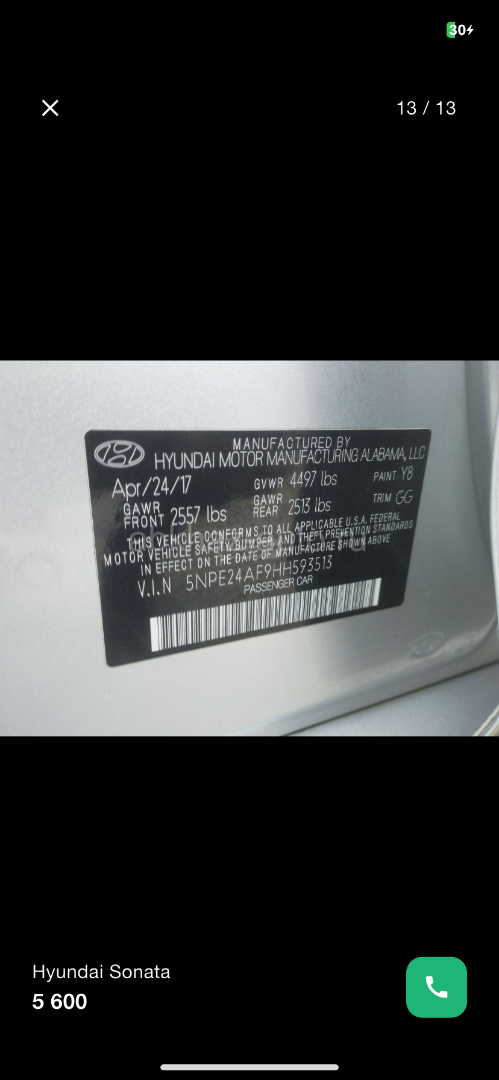 30
13 / 13
MANUFACTURED BY
HYUNDAI MOTOR MANUFACTURING ALABAMA, LLC
Apr/24/17 GVWR 4497 lbs PAINT Y8
GAWR FRONT 2557 lbs GAWR REAR 2513 lbs TRIM GG
THIS VEHICLE CONFORMS TO ALL APPLICABLE U.S.A. FEDERAL
MOTOR VEHICLE SAFETY, BUMPER, AND THEFT PREVENTION STANDARDS
IN EFFECT ON THE DATE OF MANUFACTURE SHOWN ABOVE
V.I.N 5NPE24AF9HH593513
PASSENGER CAR
Hyundai Sonata
5 600